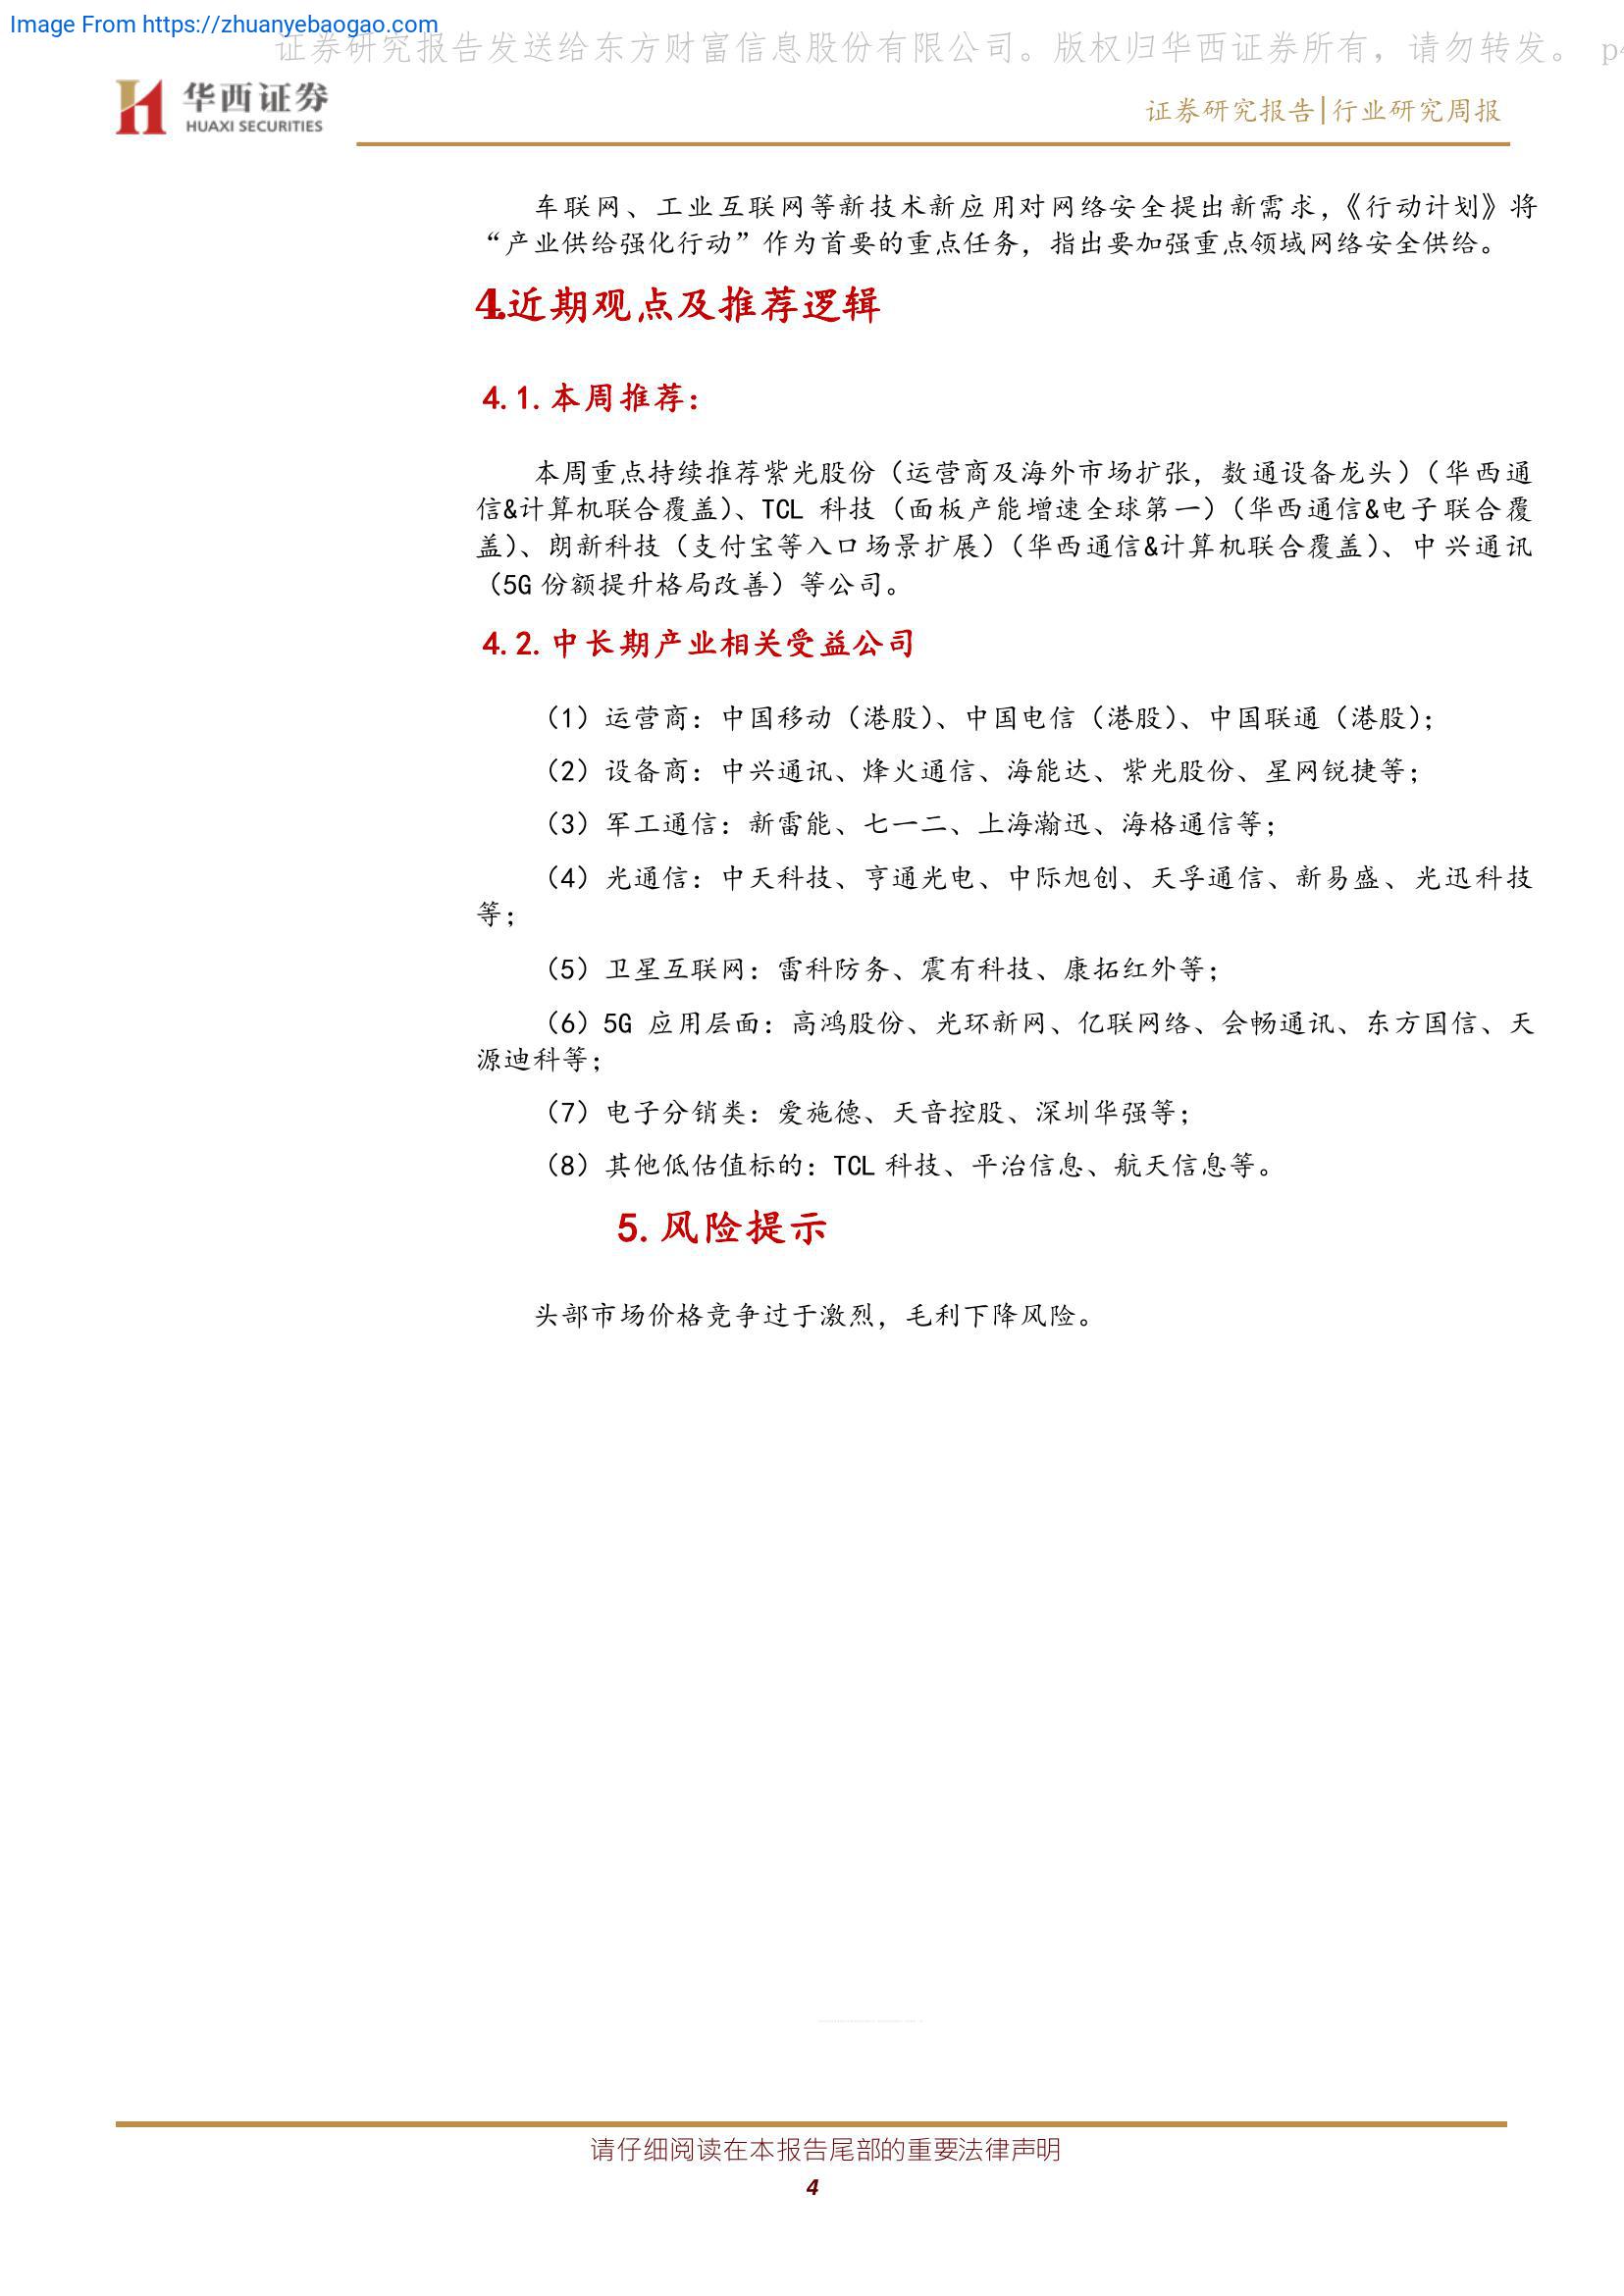 Image From https://zhuanyebaogao.com
证券研究报告发送给东方财富信息股份有限公司。版权归华西证券所有，请勿转发。 p4
华西证券
HUAXI SECURITIES
证券研究报告|行业研究周报
车联网、工业互联网等新技术新应用对网络安全提出新需求，《行动计划》将
“产业供给强化行动”作为首要的重点任务，指出要加强重点领域网络安全供给。
4.近期观点及推荐逻辑
4.1.本周推荐：
本周重点持续推荐紫光股份（运营商及海外市场扩张，数通设备龙头）（华西通
信&计算机联合覆盖）、TCL 科技（面板产能增速全球第一）（华西通信&电子联合覆
盖）、朗新科技（支付宝等入口场景扩展）（华西通信&计算机联合覆盖）、中兴通讯
（5G 份额提升格局改善）等公司。
4.2.中长期产业相关受益公司
（1）运营商：中国移动（港股）、中国电信（港股）、中国联通（港股）；
（2）设备商：中兴通讯、烽火通信、海能达、紫光股份、星网锐捷等；
（3）军工通信：新雷能、七一二、上海瀚迅、海格通信等；
（4）光通信：中天科技、亨通光电、中际旭创、天孚通信、新易盛、光迅科技
等；
（5）卫星互联网：雷科防务、震有科技、康拓红外等；
（6）5G 应用层面：高鸿股份、光环新网、亿联网络、会畅通讯、东方国信、天
源迪科等；
（7）电子分销类：爱施德、天音控股、深圳华强等；
（8）其他低估值标的：TCL 科技、平治信息、航天信息等。
5.风险提示
头部市场价格竞争过于激烈，毛利下降风险。
请仔细阅读在本报告尾部的重要法律声明
4